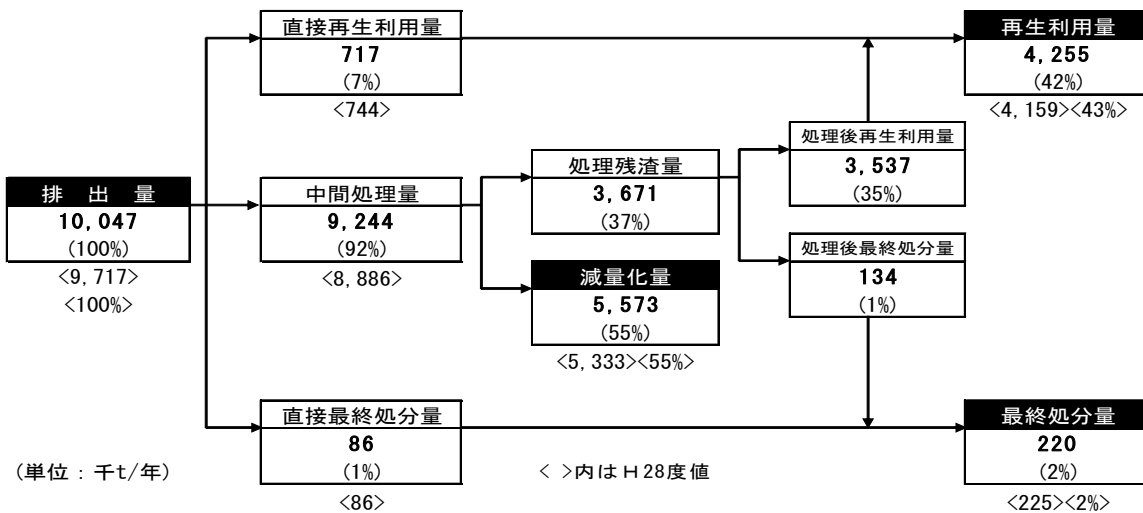 直接再生利用量
717
(7%)
<744>
再生利用量
4,255
(42%)
<4,159><43%>
処理後再生利用量
3,537
(35%)
処理残渣量
3,671
(37%)
排 出 量
10,047
(100%)
<9,717>
<100%>
中間処理量
9,244
(92%)
<8,886>
処理後最終処分量
134
(1%)
減量化量
5,573
(55%)
<5,333><55%>
直接最終処分量
86
(1%)
<86>
最終処分量
220
(2%)
<225><2%>
(単位：千t/年)
< >内はH28度値